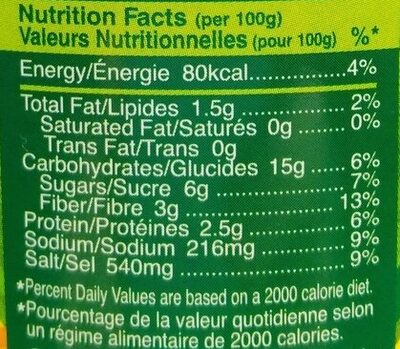 Nutrition Facts (per 100g)
Valeurs Nutritionnelles (pour 100g) %*
Energy/Énergie 80kcal..............4%
Total Fat/Lipides 1.5g................. 2%
Saturated Fat/Saturés 0g ........ 0%
Trans Fat/Trans 0g
Carbohydrates/Glucides 15g ...... 6%
Sugars/Sucre 6g ..................... 7%
Fiber/Fibre 3g ........................ 13%
Protein/Protéines 2.5g............... 6%
Sodium/Sodium 216mg ............ 9%
Salt/Sel 540mg ........................ 9%
*Percent Daily Values are based on a 2000 calorie diet.
*Pourcentage de la valeur quotidienne selon
un régime alimentaire de 2000 calories.